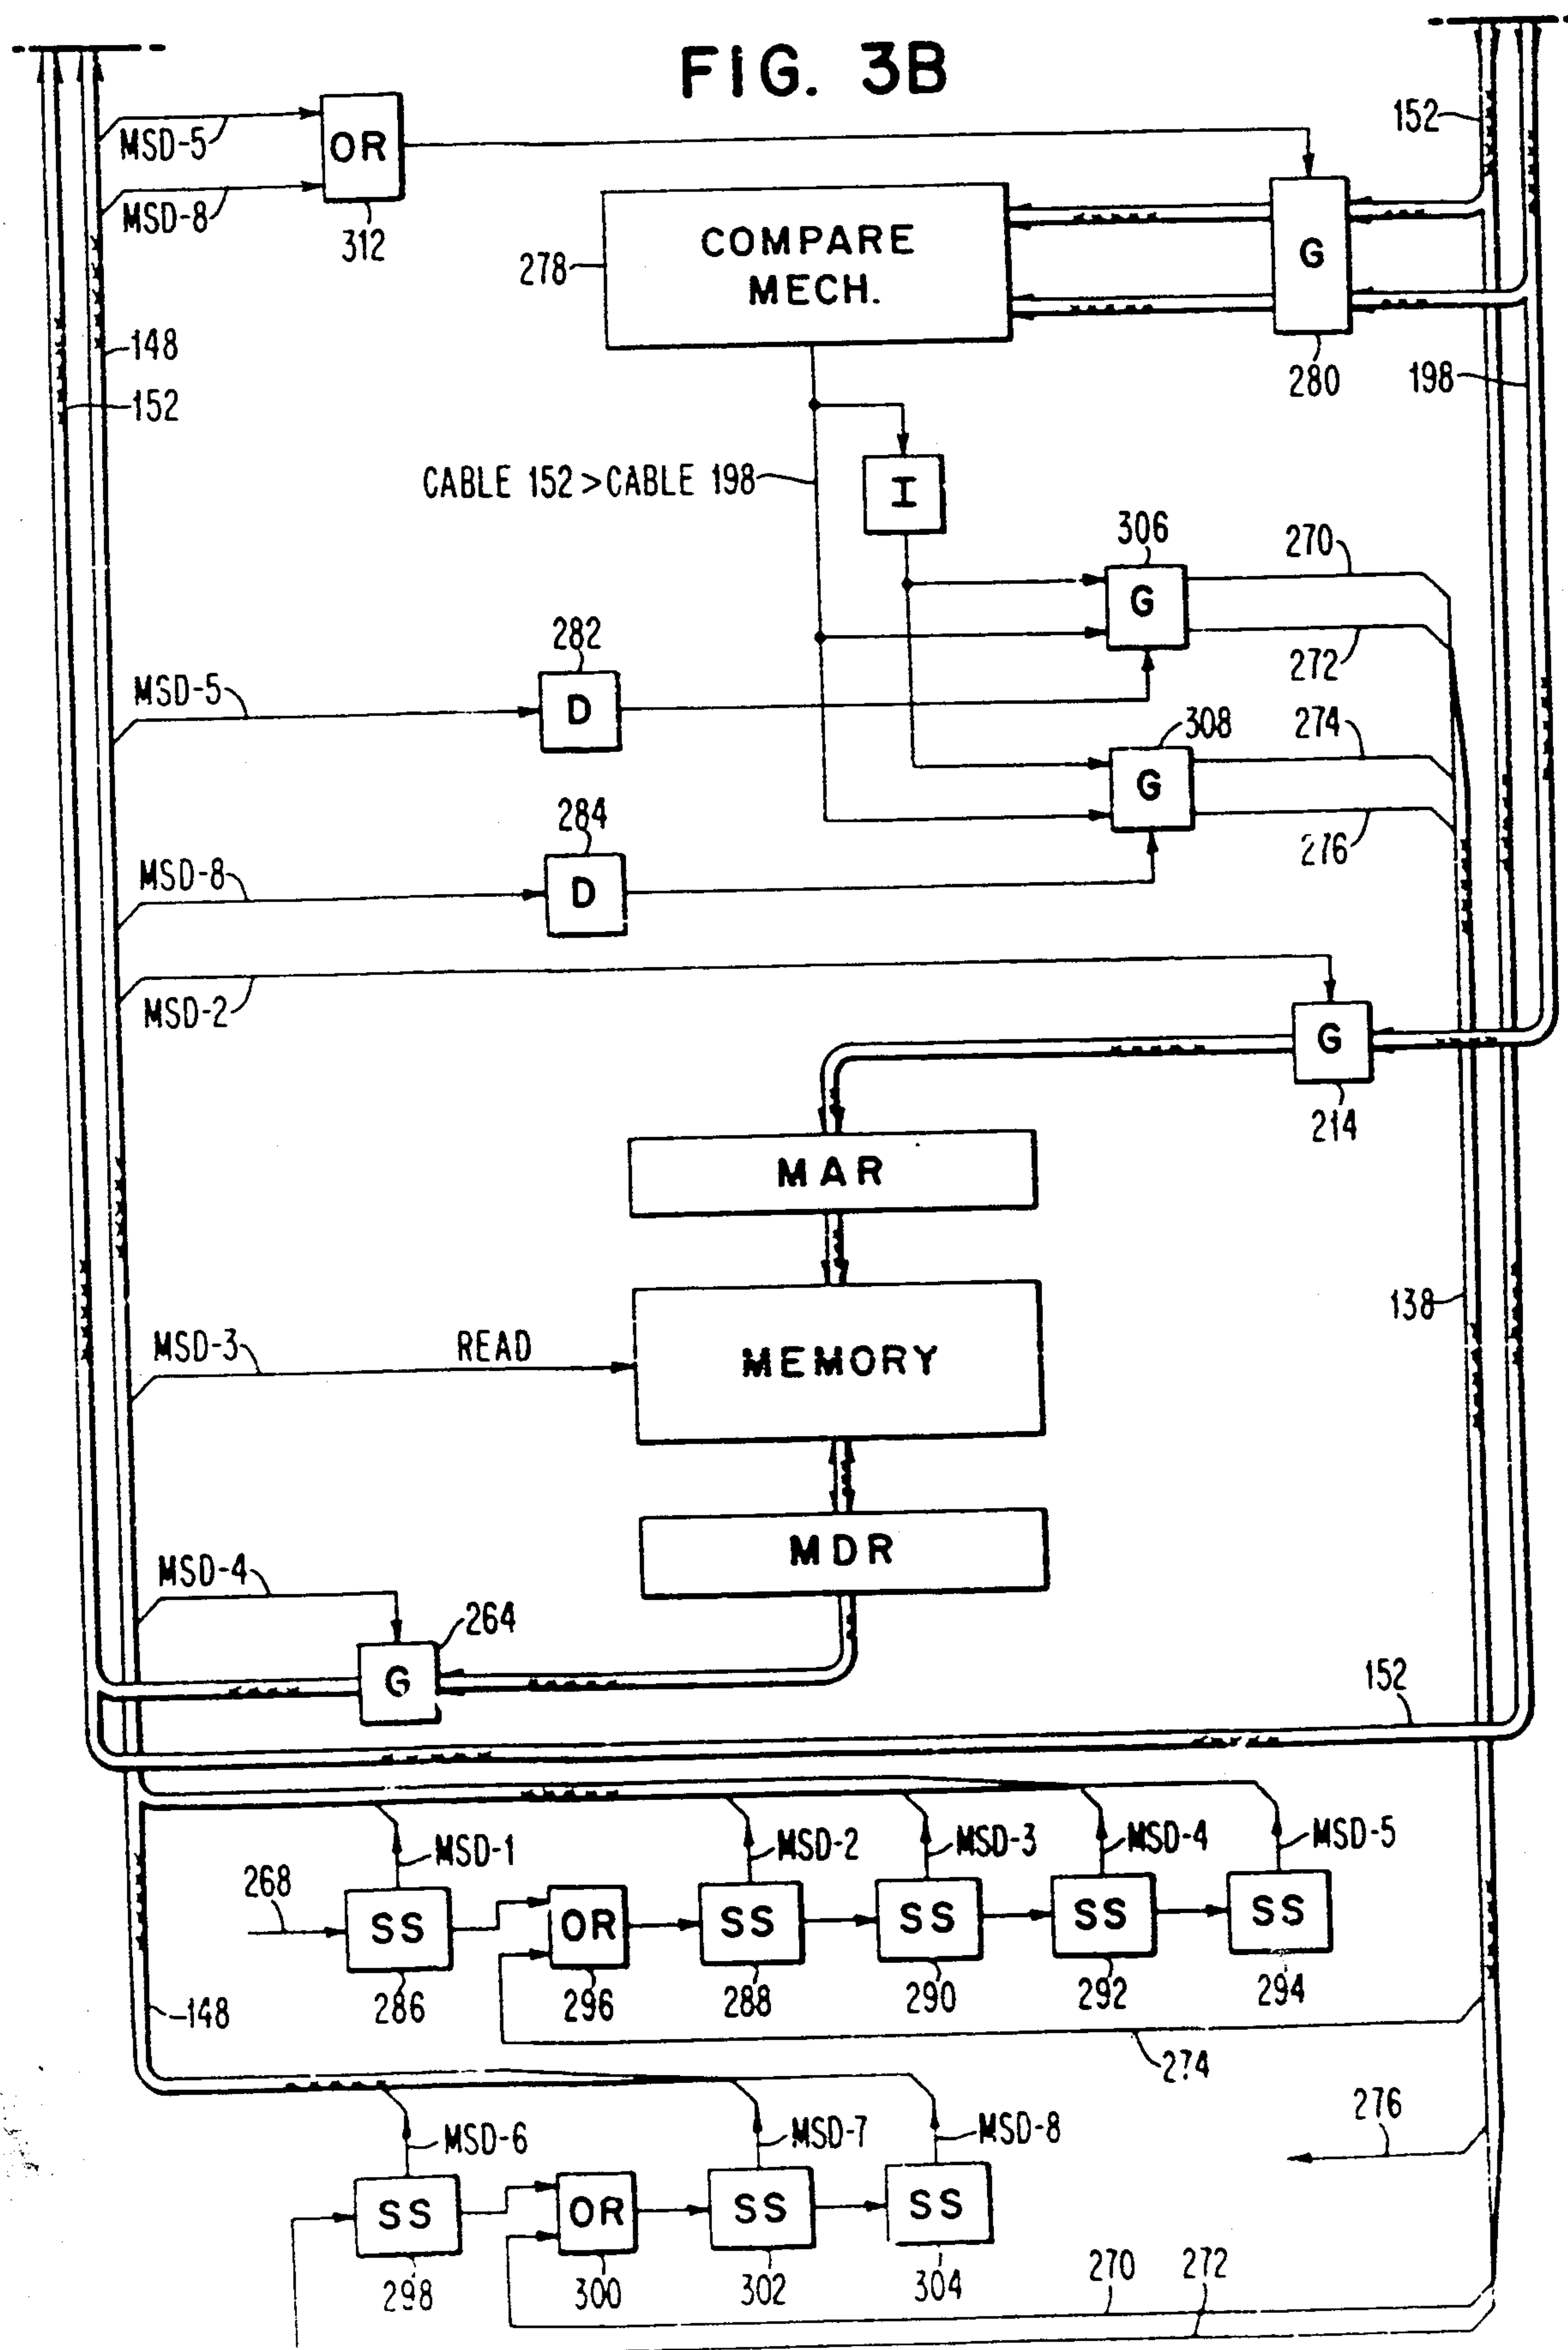 FIG. 3B
MSD-5
OR
152
MSD-8
312
COMPARE
MECH.
278
G
280
198
148
152
CABLE 152 > CABLE 198
I
306
G
270
272
282
MSD-5
D
308
G
274
276
284
MSD-8
D
MSD-2
G
214
MAR
138
MSD-3
READ
MEMORY
MDR
MSD-4
264
G
152
MSD-1
MSD-2
MSD-3
MSD-4
MSD-5
268
SS
OR
SS
SS
SS
SS
286
296
288
290
292
294
148
274
276
MSD-6
MSD-7
MSD-8
SS
OR
SS
SS
298
300
302
304
270
272